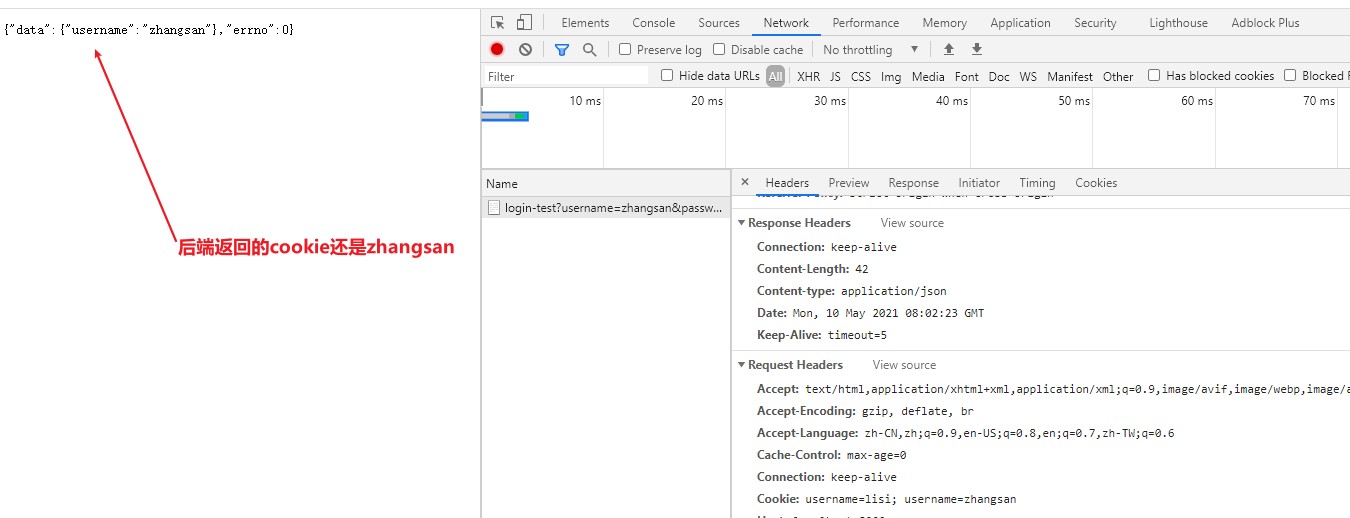 {"data":{"username":"zhangsan"},"errno":0}
后端返回的cookie还是zhangsan
Elements Console Sources Network Performance Memory Application Security Lighthouse Adblock Plus
Preserve log Disable cache No throttling
Filter Hide data URLs All XHR JS CSS Img Media Font Doc WS Manifest Other Has blocked cookies Blocked
10 ms 20 ms 30 ms 40 ms 50 ms 60 ms 70 ms
Name
login-test?username=zhangsan&passw...
× Headers Preview Response Initiator Timing Cookies
Response Headers View source
Connection: keep-alive
Content-Length: 42
Content-type: application/json
Date: Mon, 10 May 2021 08:02:23 GMT
Keep-Alive: timeout=5
Request Headers View source
Accept: text/html,application/xhtml+xml,application/xml;q=0.9,image/avif,image/webp,image/a
Accept-Encoding: gzip, deflate, br
Accept-Language: zh-CN,zh;q=0.9,en-US;q=0.8,en;q=0.7,zh-TW;q=0.6
Cache-Control: max-age=0
Connection: keep-alive
Cookie: username=lisi; username=zhangsan